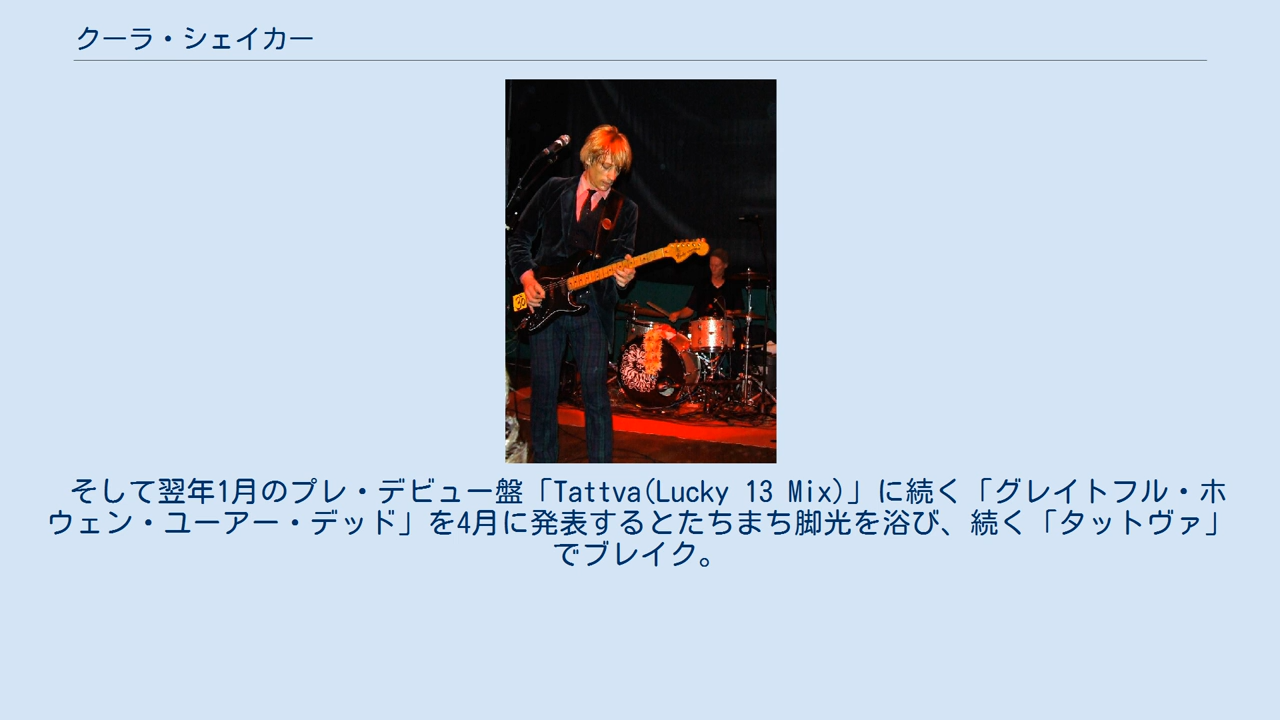 クーラ・シェイカー
そして翌年1月のプレ・デビュー盤「Tattva(Lucky 13 Mix)」に続く「グレイトフル・ホ
ウェン・ユーアー・デッド」を4月に発表するとたちまち脚光を浴び、続く「タットヴァ」
でブレイク。